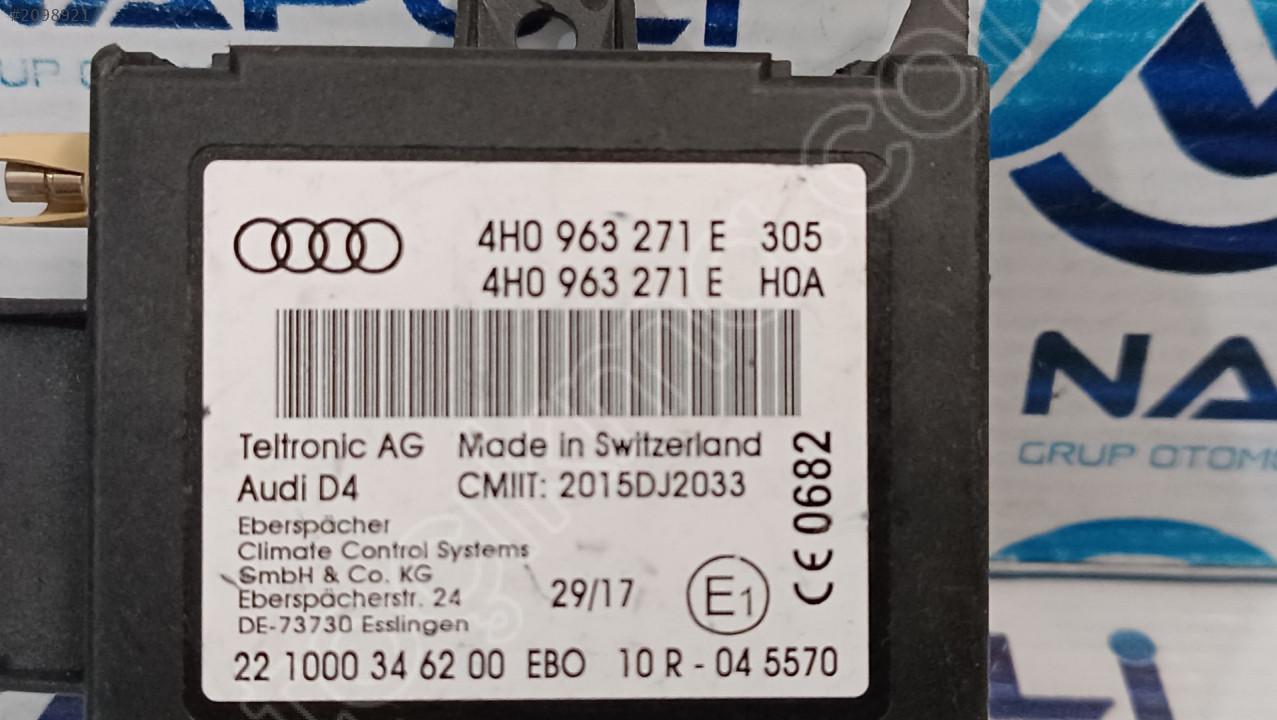 #2098921
4H0 963 271 E 305
4H0 963 271 E H0A
Teltronic AG Made in Switzerland
Audi D4 CMIIT: 2015DJ2033
CE 0682
Eberspächer
Climate Control Systems
GmbH & Co. KG
Eberspächerstr. 24
DE-73730 Esslingen
29/17
E1
22 1000 34 62 00 EBO 10 R - 04 5570
NA
GRUP OTOM